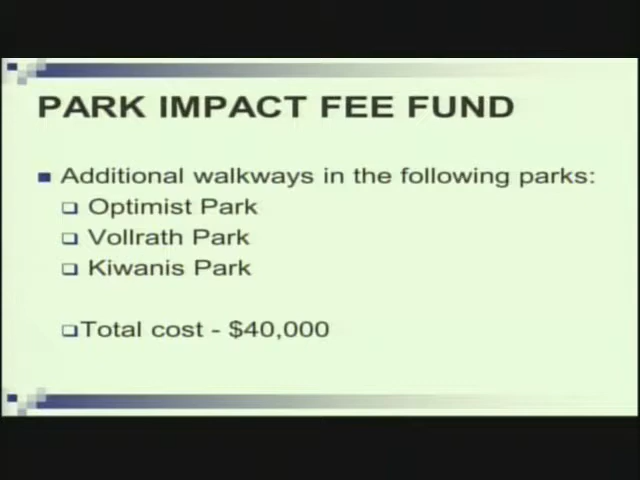 PARK IMPACT FEE FUND
Additional walkways in the following parks:
Optimist Park
Vollrath Park
Kiwanis Park
Total cost - $40,000